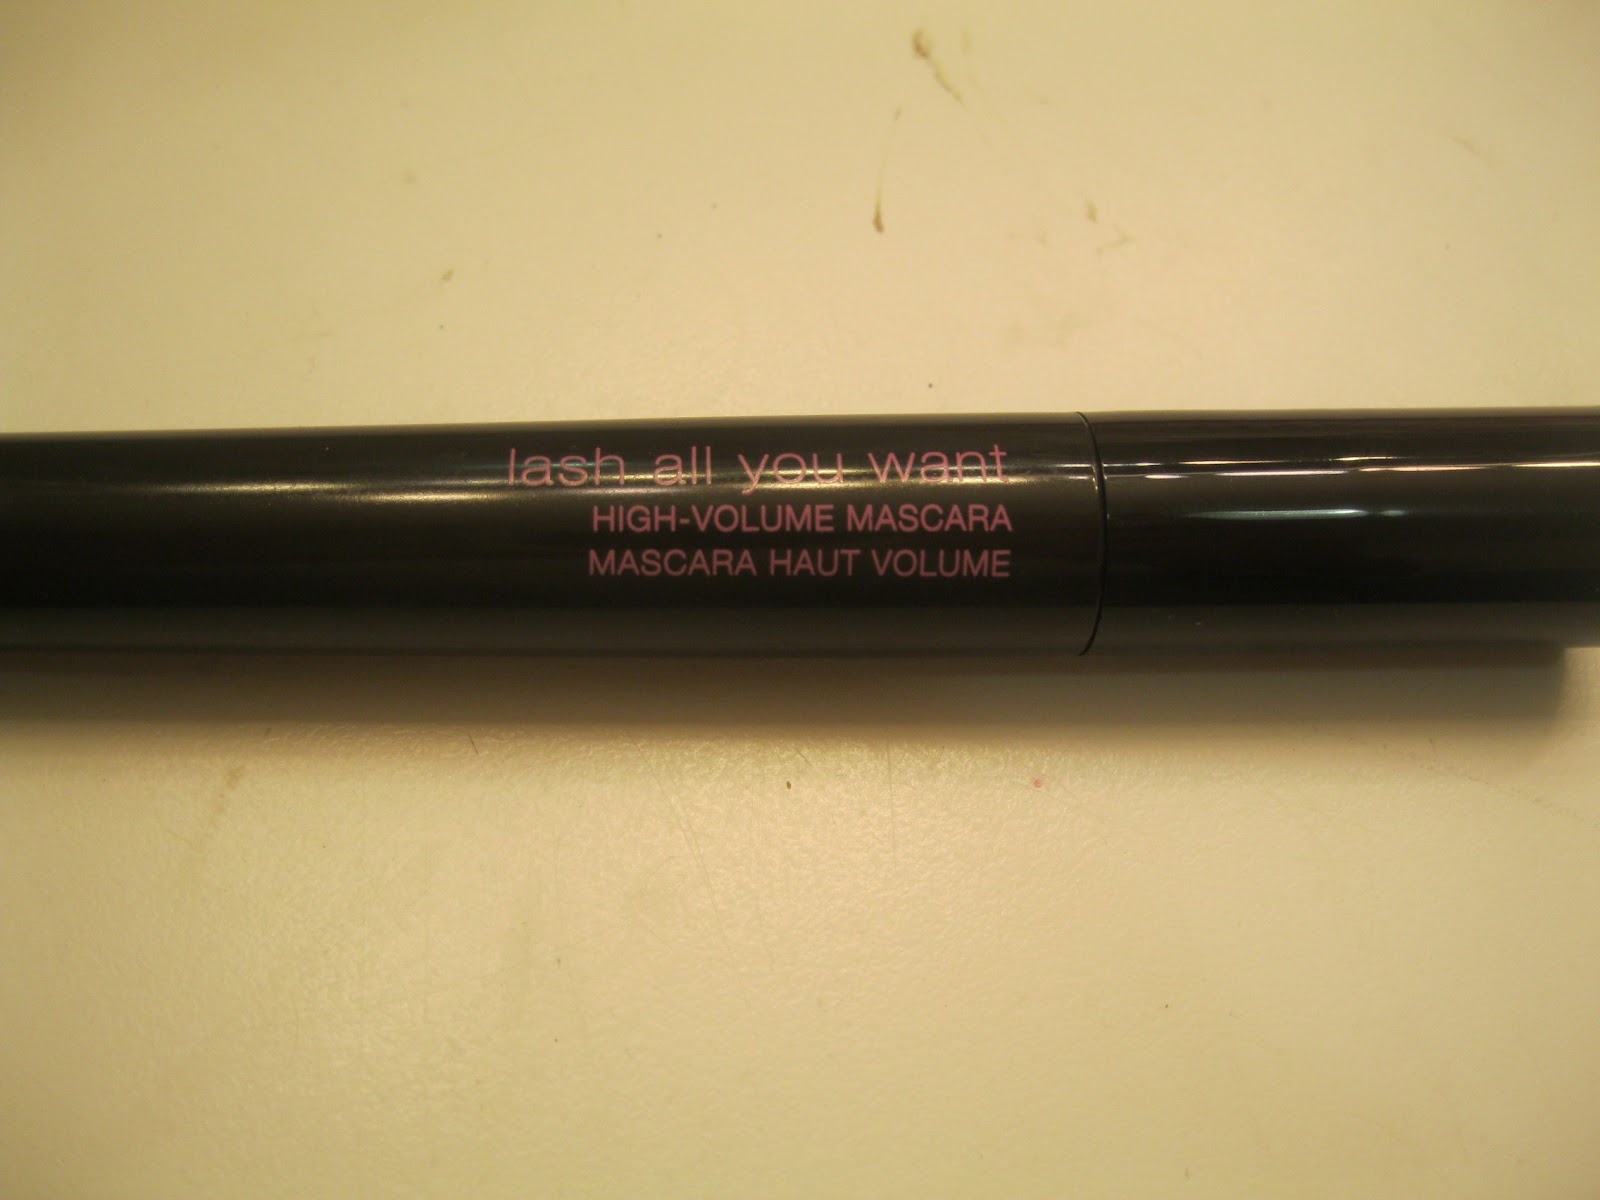 lash all you want
HIGH-VOLUME MASCARA
MASCARA HAUT VOLUME